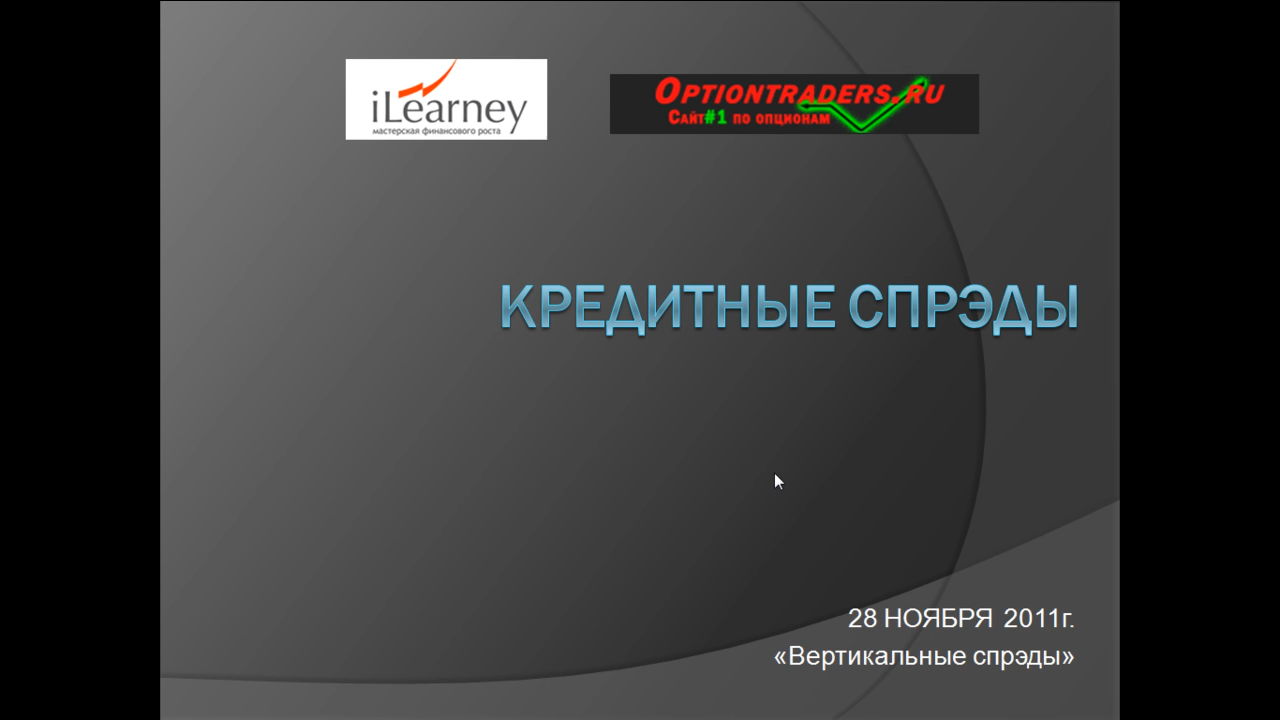 iLearney
мастерская финансового роста
OPTIONTRADERS.RU
Сайт#1 по опционам
КРЕДИТНЫЕ СПРЭДЫ
28 НОЯБРЯ 2011г.
«Вертикальные спрэды»